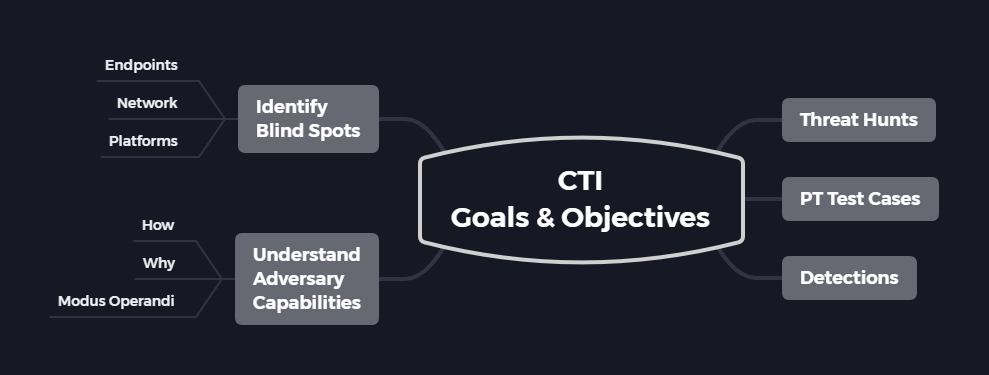 Endpoints
Network
Platforms
Identify
Blind Spots
How
Why
Modus Operandi
Understand
Adversary
Capabilities
CTI
Goals & Objectives
Threat Hunts
PT Test Cases
Detections